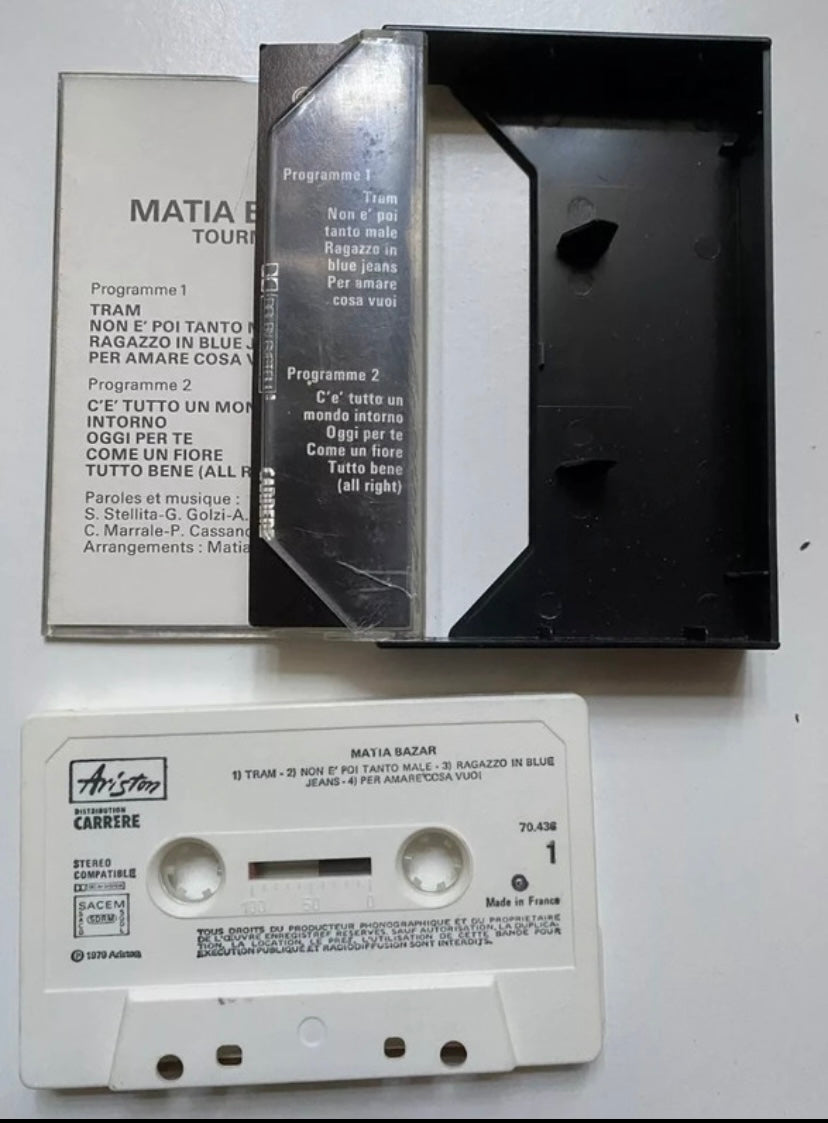 MATIA B
TOURN
Programme 1
TRAM
NON E' POI TANTO M
RAGAZZO IN BLUE J
PER AMARE COSA V
Programme 2
C'E' TUTTO UN MON
INTORNO
OGGI PER TE
COME UN FIORE
TUTTO BENE (ALL R
Paroles et musique :
S. Stellita-G. Golzi-A.
C. Marrale-P. Cassano
Arrangements : Matia
Programme 1
Tram
Non e' poi
tanto male
Ragazzo in
blue jeans
Per amare
cosa vuoi
Programme 2
C'e' tutto un
mondo intorno
Oggi per te
Come un fiore
Tutto bene
(all right)
CARRERE
Ariston
DISTRIBUTION
CARRERE
MATIA BAZAR
1) TRAM - 2) NON E' POI TANTO MALE - 3) RAGAZZO IN BLUE
JEANS - 4) PER AMARE COSA VUOI
70.436
1
STEREO
COMPATIBLE
SACEM
SDRM
100 50 0
Made in France
TOUS DROITS DU PRODUCTEUR PHONOGRAPHIQUE ET DU PROPRIETAIRE
DE L'ŒUVRE ENREGISTREE RESERVES. SAUF AUTORISATION, LA DUPLICA-
TION, LA LOCATION, LE PRET, L'UTILISATION DE CETTE BANDE POUR
EXECUTION PUBLIQUE ET RADIODIFFUSION SONT INTERDITS.
℗ 1979 Ariston